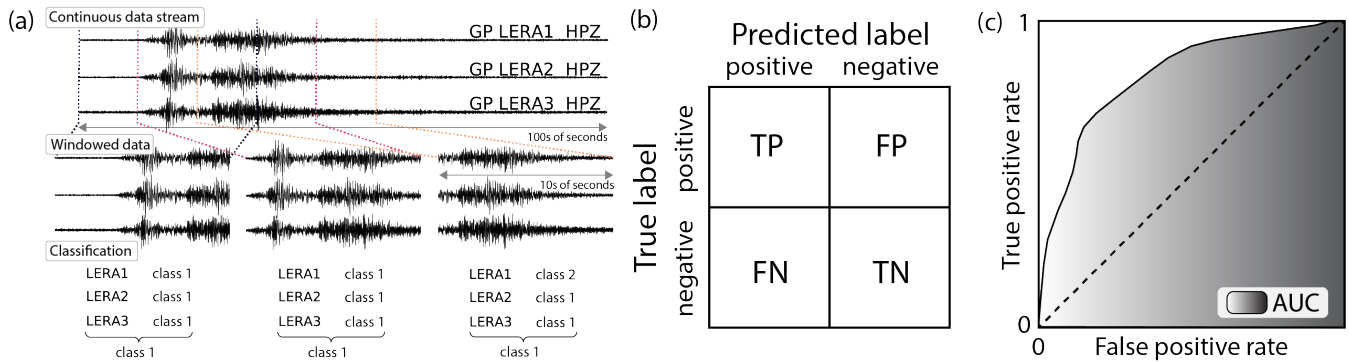 (a)
Continuous data stream
GP LERA1 HPZ
GP LERA2 HPZ
GP LERA3 HPZ
100s of seconds
Windowed data
10s of seconds
Classification
LERA1 class 1
LERA2 class 1
LERA3 class 1
class 1
LERA1 class 1
LERA2 class 1
LERA3 class 1
class 1
LERA1 class 2
LERA2 class 1
LERA3 class 1
class 1
(b)
Predicted label
positive negative
True label
positive
negative
TP FP
FN TN
(c)
1
True positive rate
0
AUC
0 False positive rate